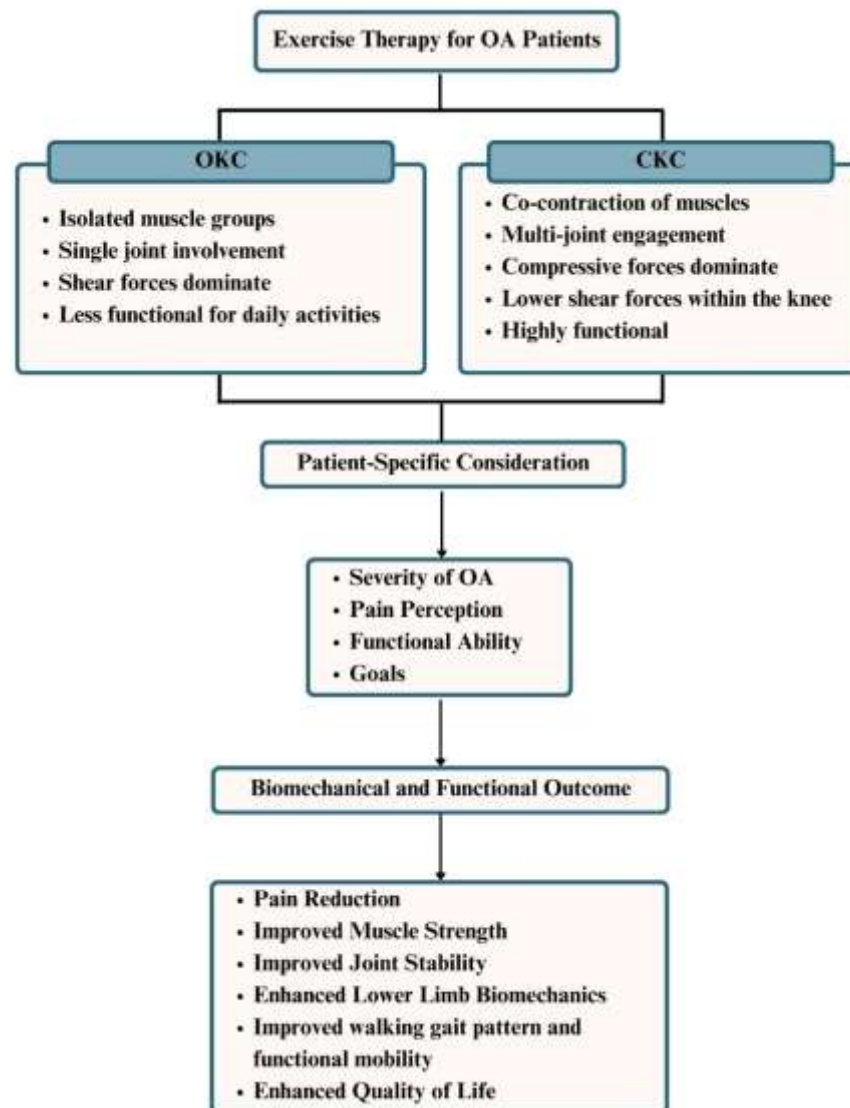 Exercise Therapy for OA Patients
OKC
• Isolated muscle groups
• Single joint involvement
• Shear forces dominate
• Less functional for daily activities
CKC
• Co-contraction of muscles
• Multi-joint engagement
• Compressive forces dominate
• Lower shear forces within the knee
• Highly functional
Patient-Specific Consideration
• Severity of OA
• Pain Perception
• Functional Ability
• Goals
Biomechanical and Functional Outcome
• Pain Reduction
• Improved Muscle Strength
• Improved Joint Stability
• Enhanced Lower Limb Biomechanics
• Improved walking gait pattern and
functional mobility
• Enhanced Quality of Life